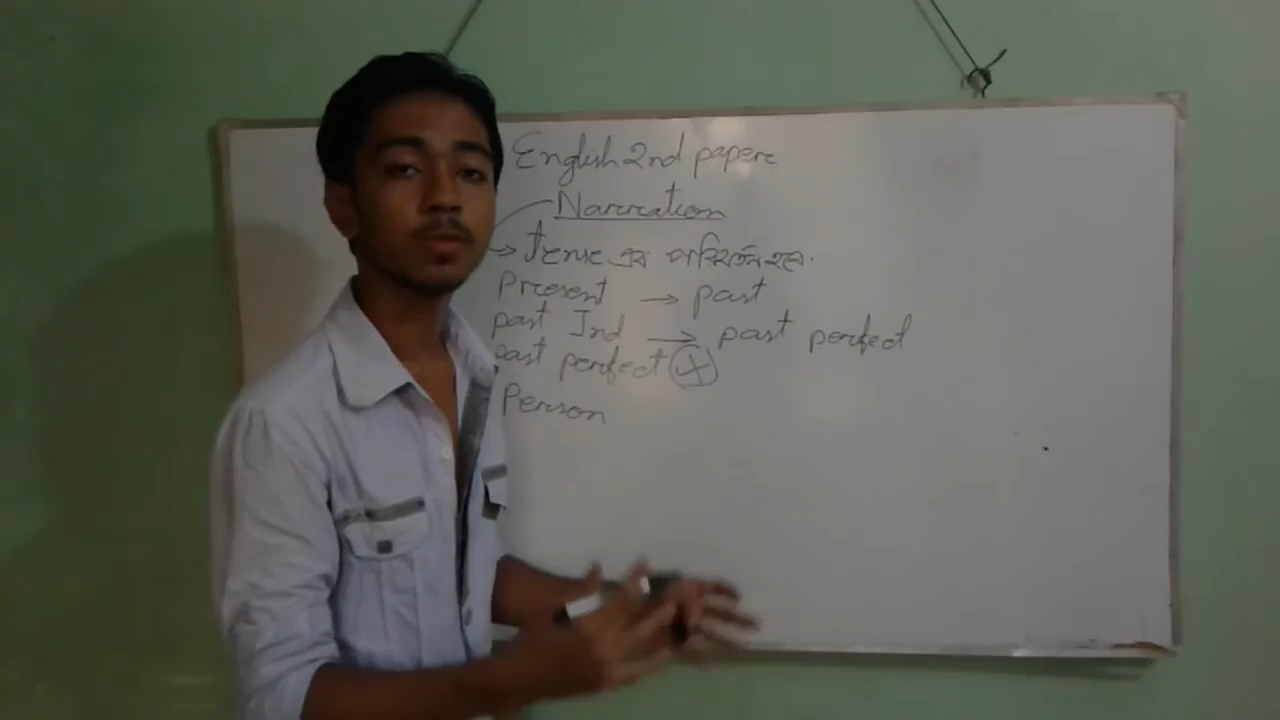 English 2nd paper
Narration
→ Tense এর পরিবর্তন হবে.
Present → past
past Ind → past perfect
past perfect X
Person